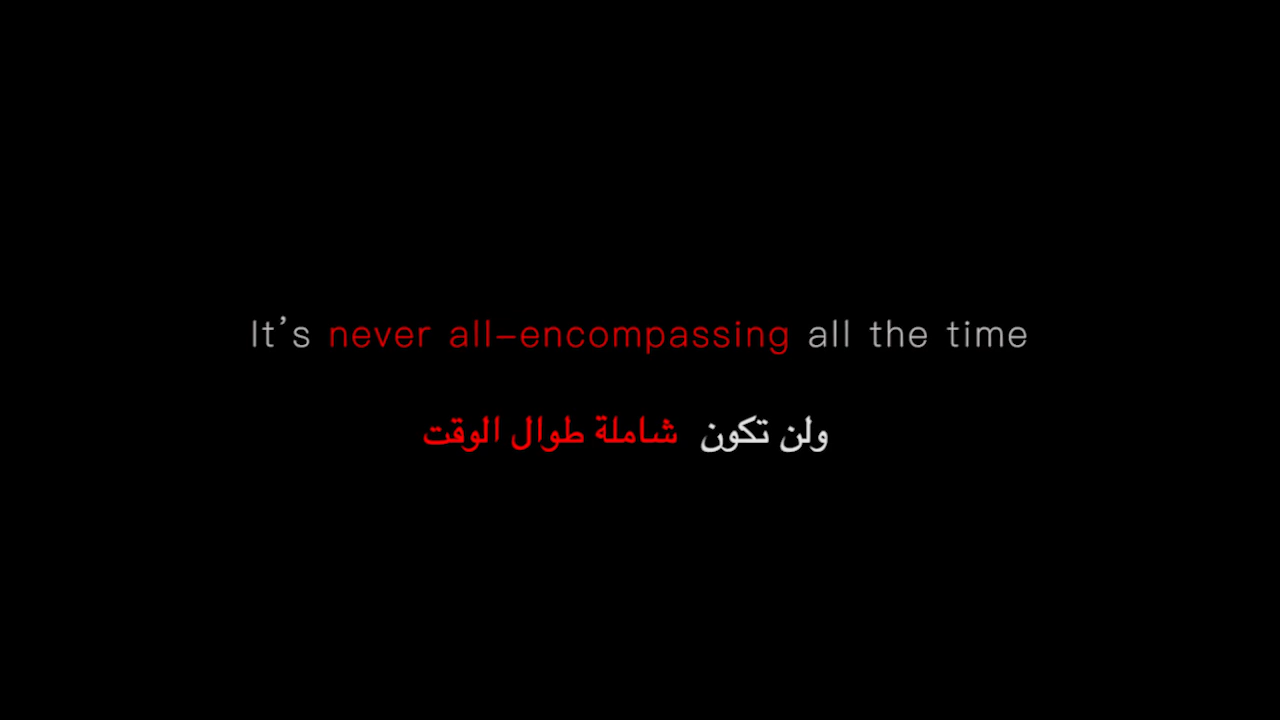 It’s never all-encompassing all the time
ولن تكون شاملة طوال الوقت